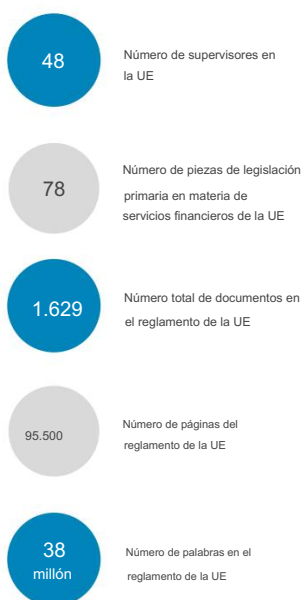 48
Número de supervisores en
la UE
78
Número de piezas de legislación
primaria en materia de
servicios financieros de la UE
1.629
Número total de documentos en
el reglamento de la UE
95.500
Número de páginas del
reglamento de la UE
38
millón
Número de palabras en el
reglamento de la UE